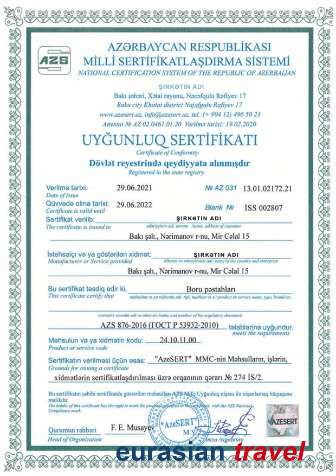 AZS
AZƏRBAYCAN RESPUBLİKASI
MİLLİ SERTİFİKATLAŞDIRMA SİSTEMİ
NATIONAL CERTIFICATION SYSTEM OF THE REPUBLIC OF AZERBAIJAN
ŞİRKƏTİN ADI
Bakı şəhəri, Xətai rayonu, Nəcəfqulu Rəfiyev 17
Baku city Khatai district Najafgulu Rafiyev 17
www.azesert.az, info@azesert.az, tel.: (+ 994 12) 496 50 23
Attestat № AZ 02.0461.01.20 Verilmə tarixi: 19.02.2020
UYĞUNLUQ SERTİFİKATI
Certificate of Conformity
Dövlət reyestrində qeydiyyata alınmışdır
Registered in the state registry
Verilmə tarixi: 29.06.2021 № AZ 031 13.01.02172.21
Date of Issue
Qüvvədə olma tarixi: 29.06.2022 Blank № İSS 002807
Certificate is valid until
Sertifikat verilib: ŞİRKƏTİN ADI
The certificate is issued to
Bakı şəh., Nərimanov r-nu, Mir Cəlal 15
İstehsalçı və ya göstərilən xidmət: ŞİRKƏTİN ADI
Manufacturer or Service provided
Bakı şəh., Nərimanov r-nu, Mir Cəlal 15
Bu sertifikat təsdiq edir ki, Boru pəstahları
This certificate certify that
AZS 876-2016 (ГОСТ Р 53932-2010) tələblərinə uyğundur.
meets the requirements
Məhsulun və ya xidmətin kodu: 24.10.11.00
Product or service code
Sertifikatın verilməsi üçün əsas: "AzeSERT" MMC-nin Məhsulların, işlərin,
Grounds for issuing a certificate
xidmətlərin sertifikatlaşdırılması üzrə orqanının qərarı № 274 İS/2.
Qurumun rəhbəri F. E. Musayev
Head of Organization
"AzeSERT"
AZESERT
eurasian travel